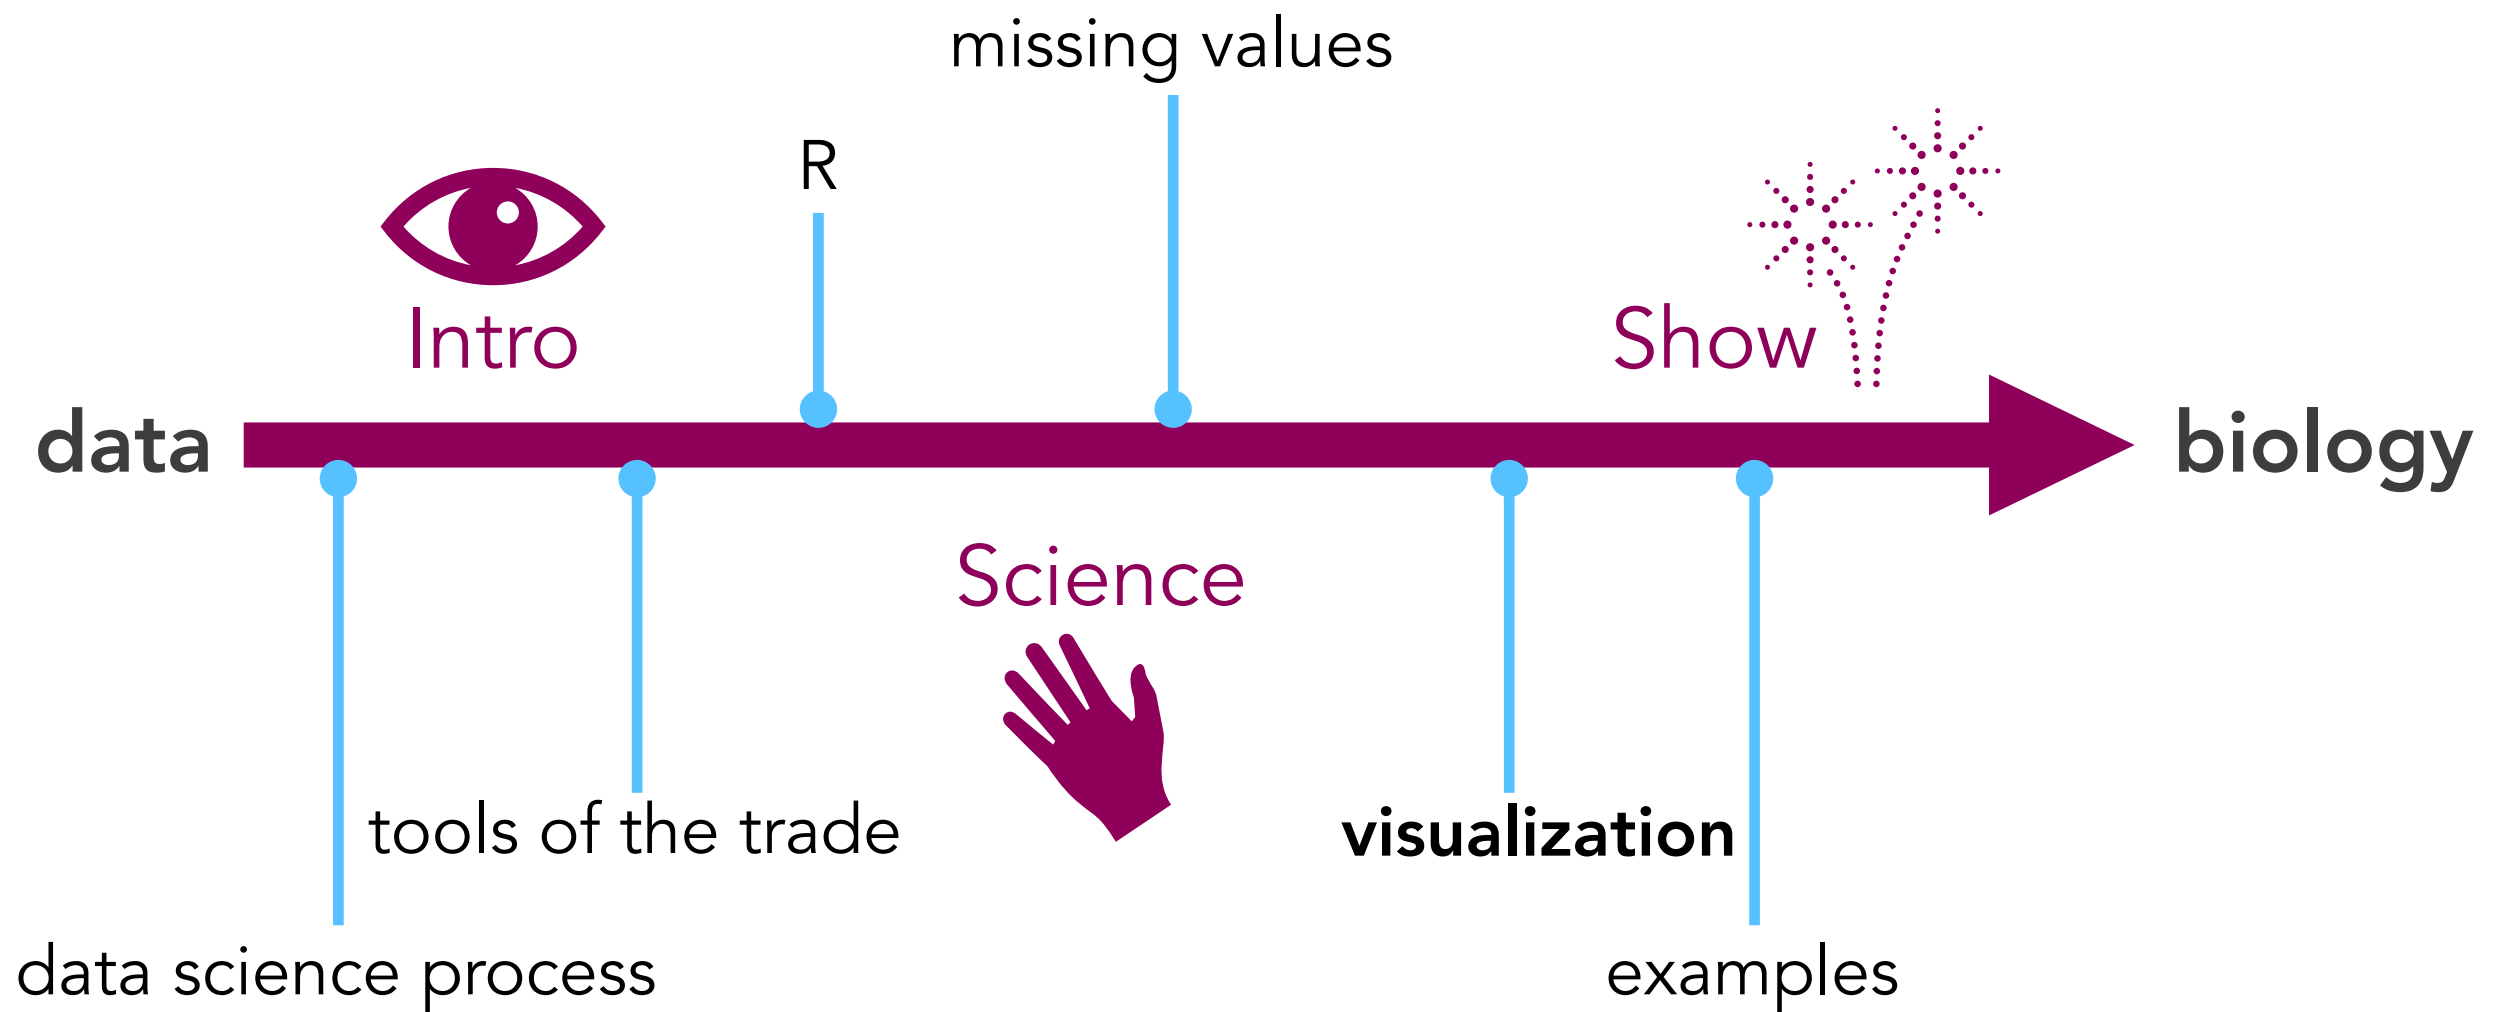 missing values
R
Intro
Show
data
biology
Science
tools of the trade
visualization
data science process
examples